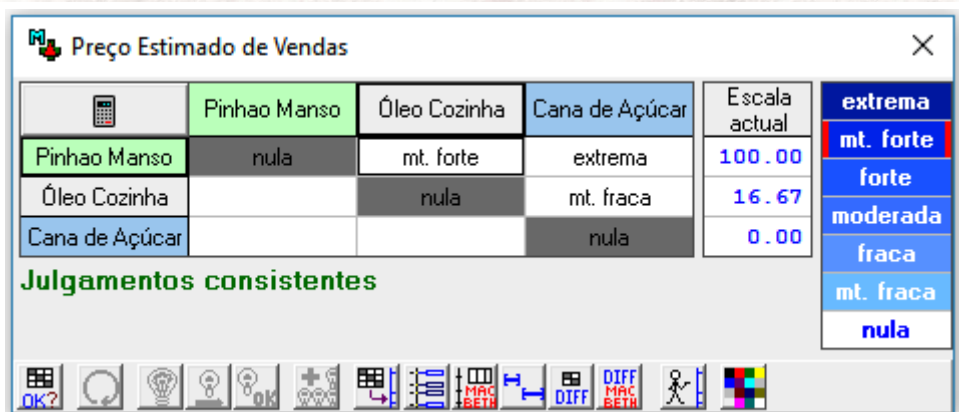 Preço Estimado de Vendas
Pinhao Manso Óleo Cozinha Cana de Açúcar Escala actual
Pinhao Manso nula mt. forte extrema 100.00
Óleo Cozinha nula mt. fraca 16.67
Cana de Açúcar nula 0.00
extrema
mt. forte
forte
moderada
fraca
mt. fraca
nula
Julgamentos consistentes
OK? OK MAC BETH DIFF DIFF MAC BETH